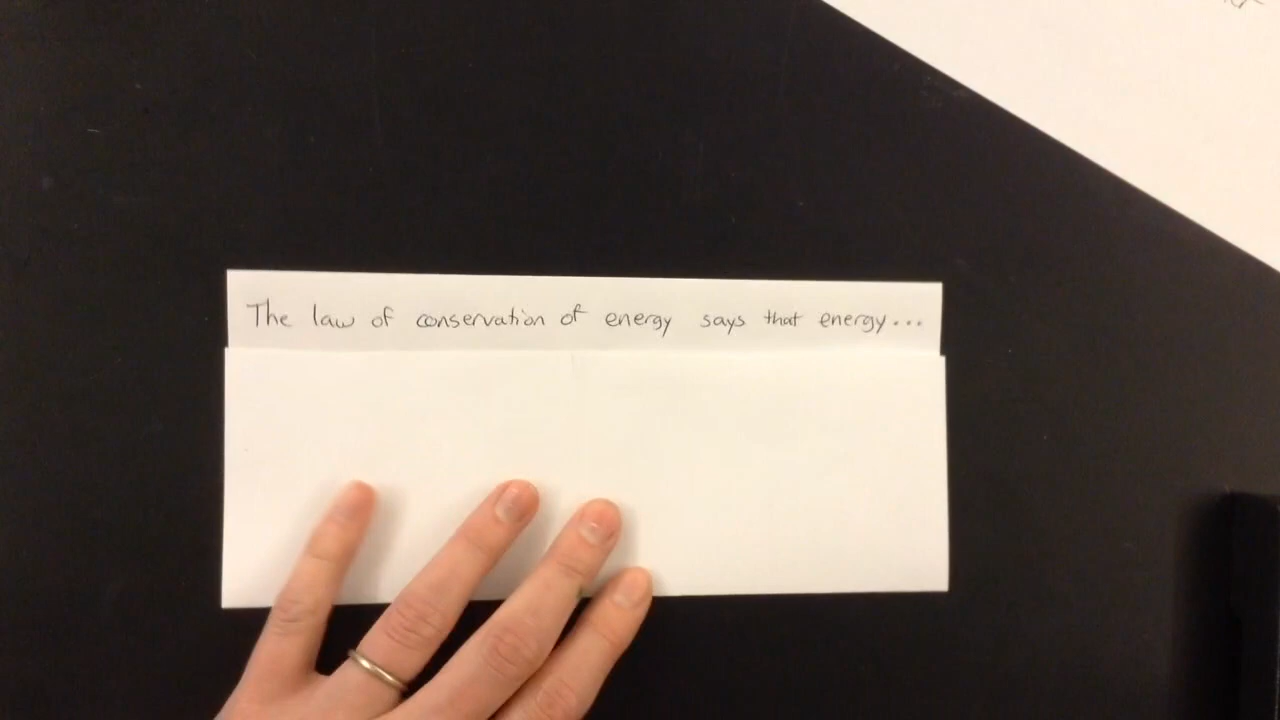 The law of conservation of energy says that energy...